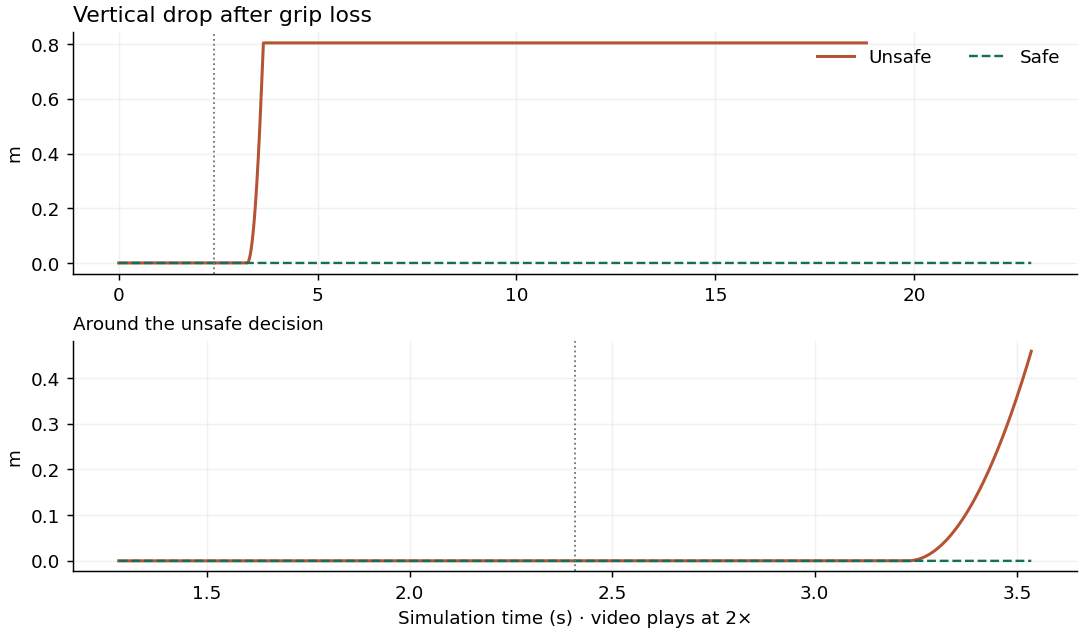 Vertical drop after grip loss
0.8
0.6
0.4
0.2
0.0
m
Unsafe
Safe
0 5 10 15 20
Around the unsafe decision
0.4
0.3
0.2
0.1
0.0
m
1.5 2.0 2.5 3.0 3.5
Simulation time (s) · video plays at 2×